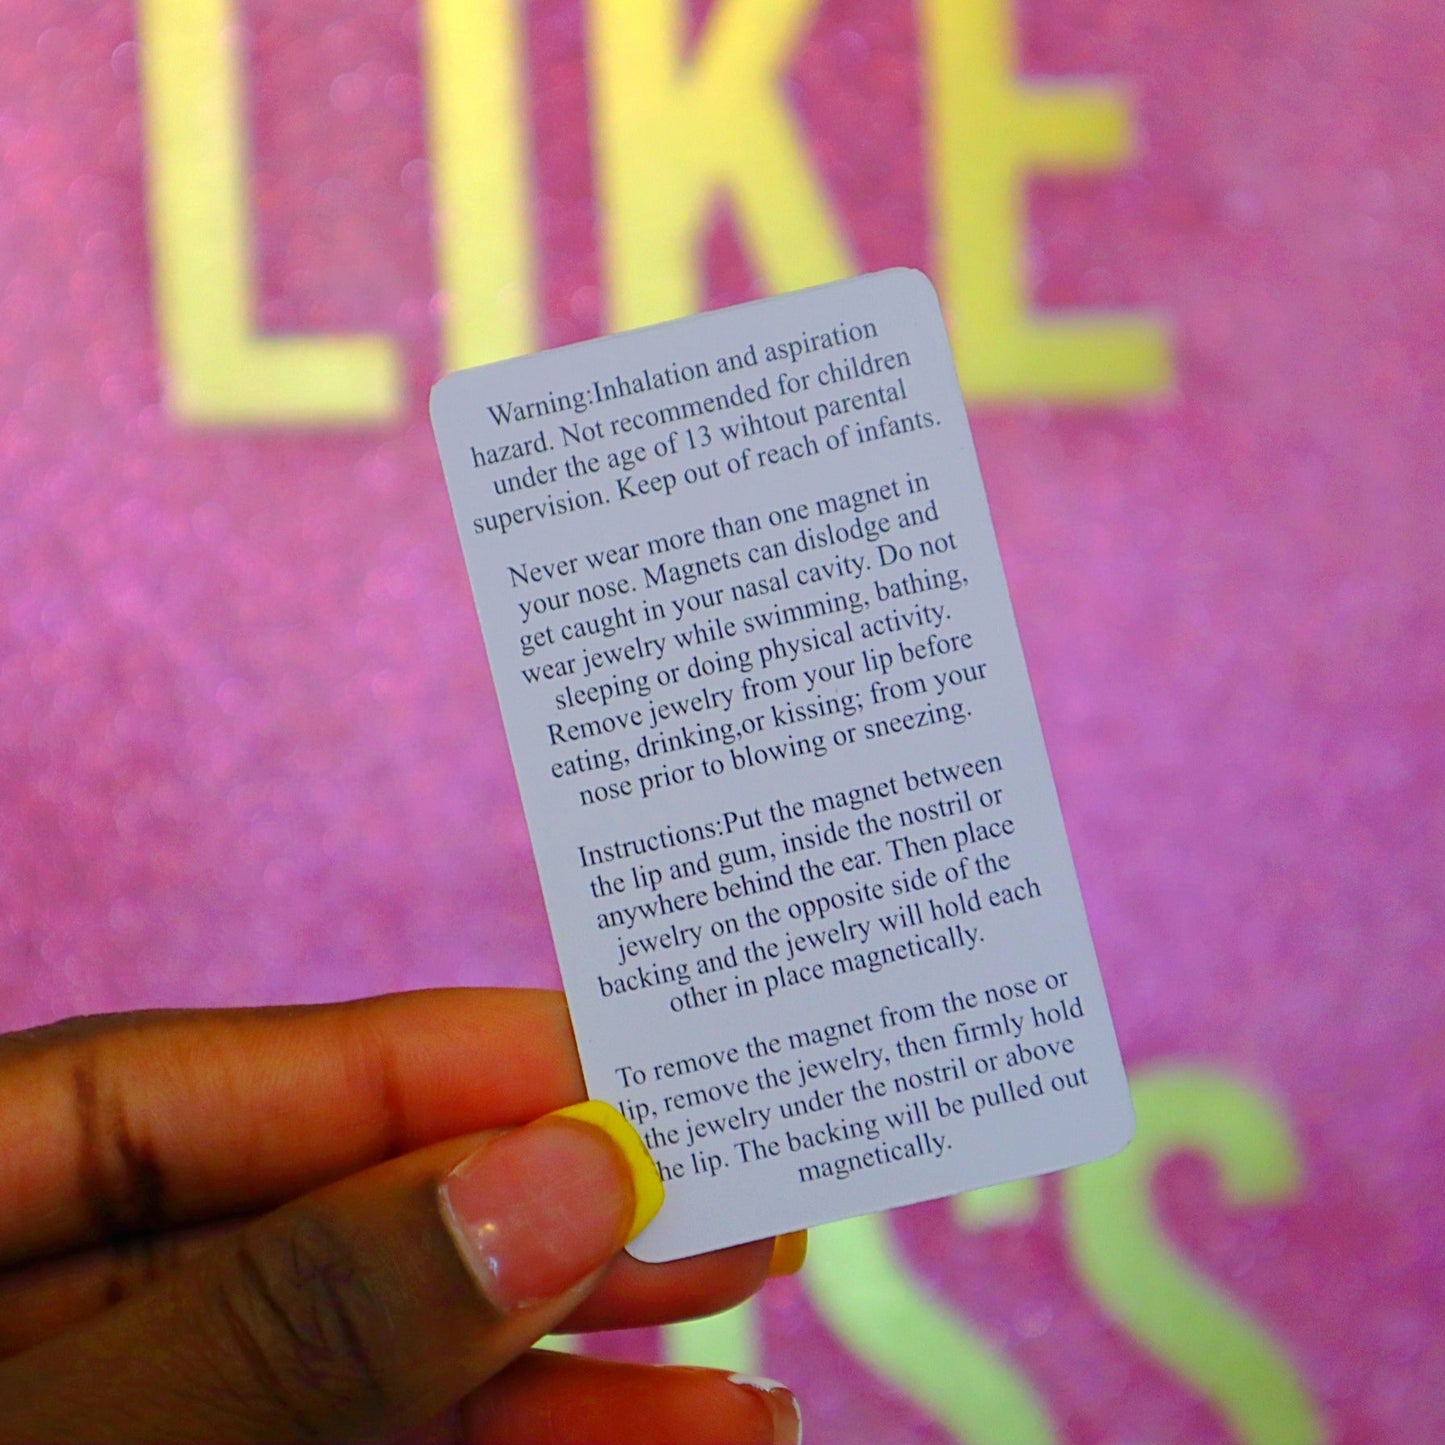 LIKE
Warning:Inhalation and aspiration
hazard. Not recommended for children
under the age of 13 wihtout parental
supervision. Keep out of reach of infants.
Never wear more than one magnet in
your nose. Magnets can dislodge and
get caught in your nasal cavity. Do not
wear jewelry while swimming, bathing,
sleeping or doing physical activity.
Remove jewelry from your lip before
eating, drinking,or kissing; from your
nose prior to blowing or sneezing.
Instructions:Put the magnet between
the lip and gum, inside the nostril or
anywhere behind the ear. Then place
jewelry on the opposite side of the
backing and the jewelry will hold each
other in place magnetically.
To remove the magnet from the nose or
lip, remove the jewelry, then firmly hold
the jewelry under the nostril or above
he lip. The backing will be pulled out
magnetically.